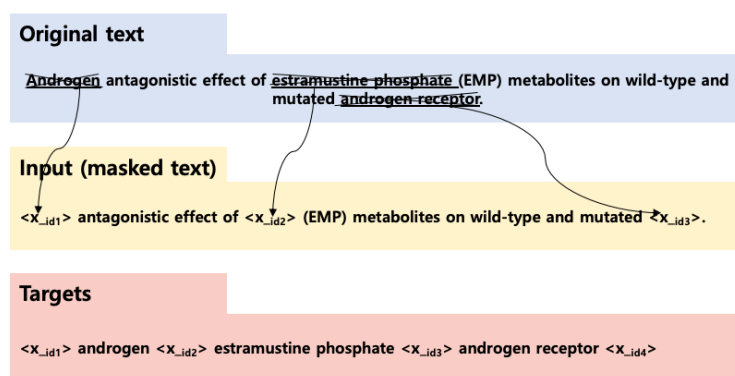 Original text
Androgen antagonistic effect of estramustine phosphate (EMP) metabolites on wild-type and
mutated androgen receptor.
Input (masked text)
<x_id1> antagonistic effect of <x_id2> (EMP) metabolites on wild-type and mutated <x_id3>.
Targets
<x_id1> androgen <x_id2> estramustine phosphate <x_id3> androgen receptor <x_id4>